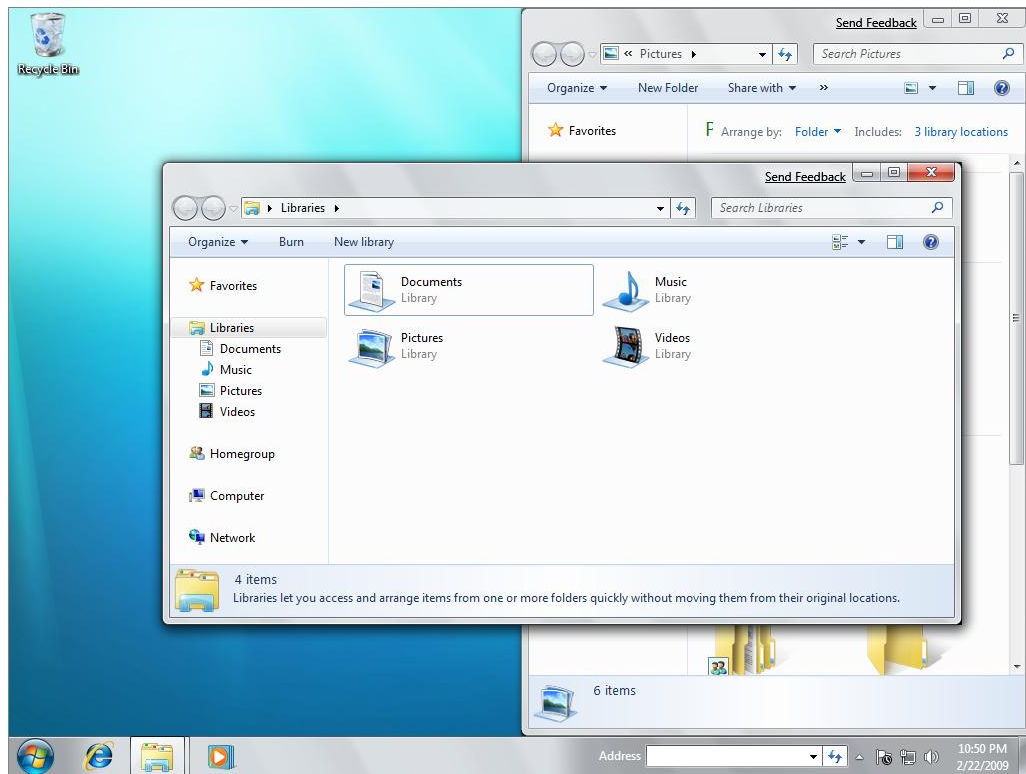 Recycle Bin
Send Feedback
« Pictures
Search Pictures
Organize New Folder Share with »
Favorites
Arrange by: Folder Includes: 3 library locations
Send Feedback
Libraries
Search Libraries
Organize Burn New library
Favorites
Libraries
Documents
Music
Pictures
Videos
Homegroup
Computer
Network
Documents
Library
Music
Library
Pictures
Library
Videos
Library
4 items
Libraries let you access and arrange items from one or more folders quickly without moving them from their original locations.
6 items
Address
10:50 PM
2/22/2009